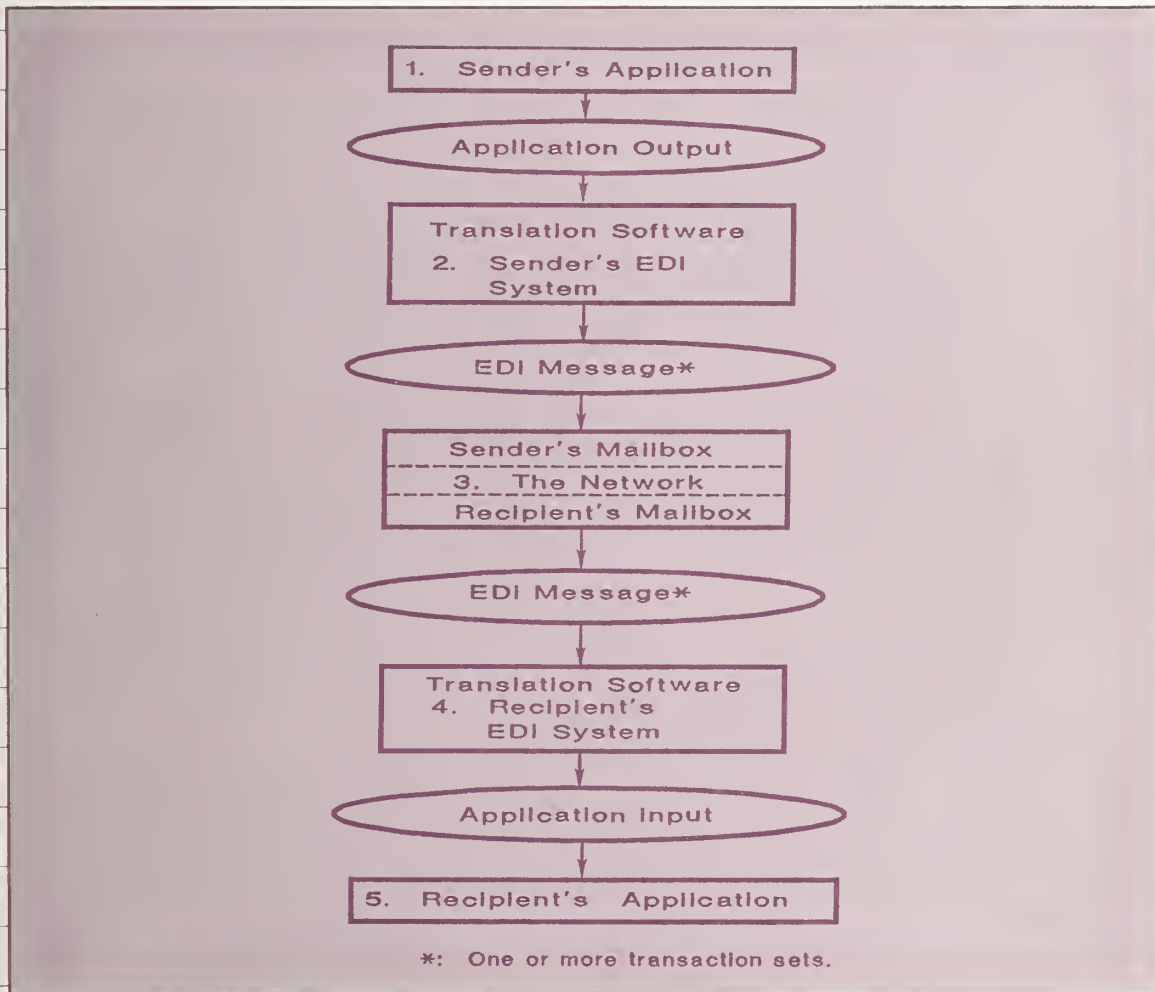 1. Sender's Application
Application Output
Translation Software
2. Sender's EDI
System
EDI Message*
Sender's Mailbox
3. The Network
Recipient's Mailbox
EDI Message*
Translation Software
4. Recipient's
EDI System
Application Input
5. Recipient's Application
*: One or more transaction sets.